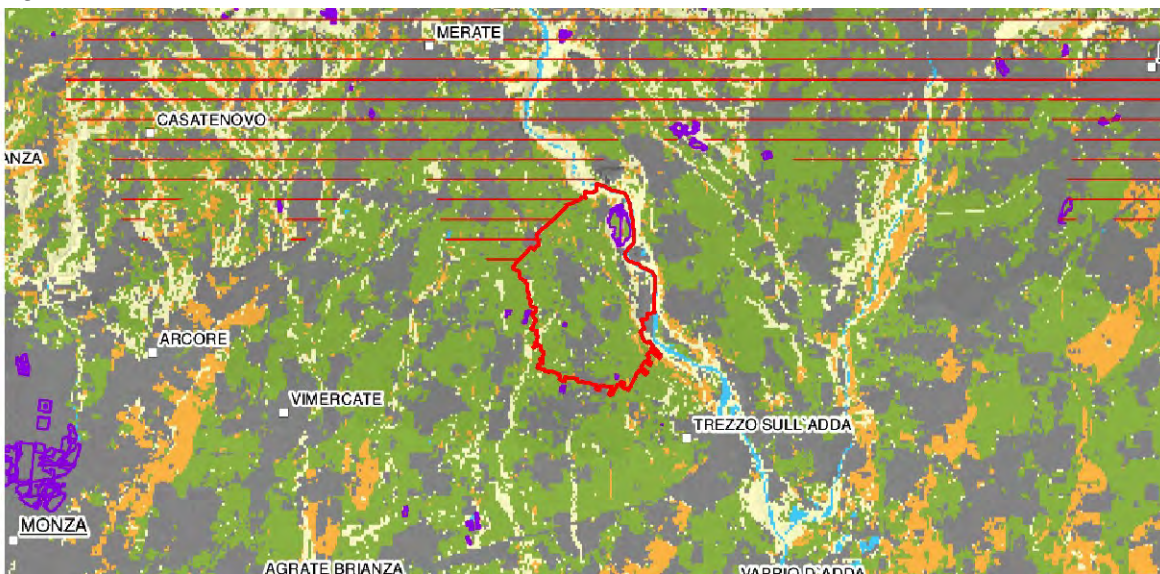 MERATE
CASATENOVO
ANZA
ARCORE
VIMERCATE
TREZZO SULL'ADDA
MONZA
AGRATE BRIANZA
VAPRIO D'ADDA